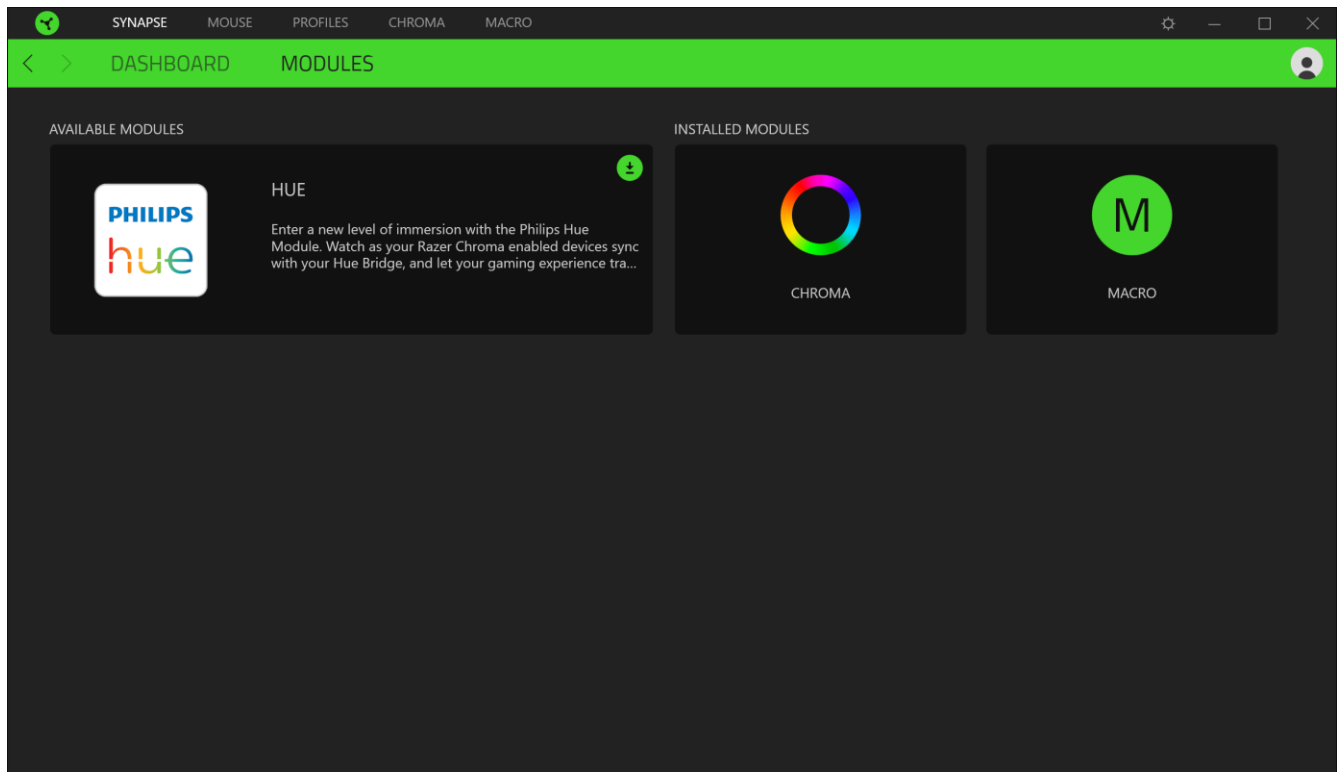 SYNAPSE MOUSE PROFILES CHROMA MACRO
DASHBOARD MODULES
AVAILABLE MODULES
PHILIPS
hue
HUE
Enter a new level of immersion with the Philips Hue
Module. Watch as your Razer Chroma enabled devices sync
with your Hue Bridge, and let your gaming experience tra...
INSTALLED MODULES
CHROMA
M
MACRO